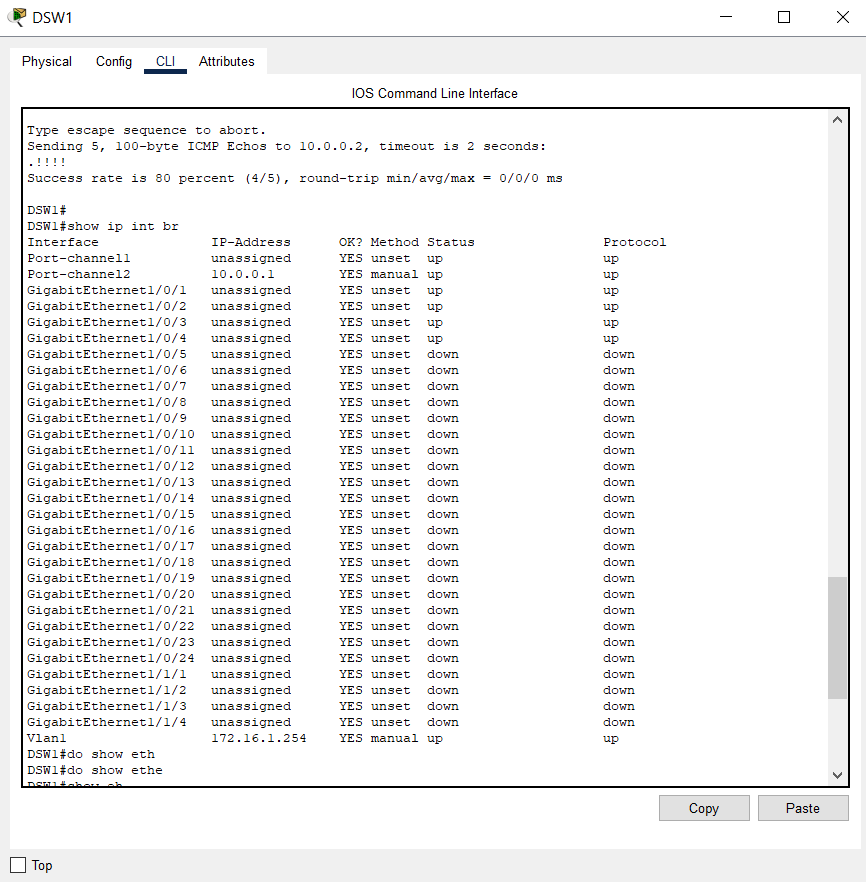 DSW1
Physical Config CLI Attributes
IOS Command Line Interface
Type escape sequence to abort.
Sending 5, 100-byte ICMP Echos to 10.0.0.2, timeout is 2 seconds:
.!!!!
Success rate is 80 percent (4/5), round-trip min/avg/max = 0/0/0 ms
DSW1#
DSW1#show ip int br
Interface IP-Address OK? Method Status Protocol
Port-channel1 unassigned YES unset up up
Port-channel2 10.0.0.1 YES manual up up
GigabitEthernet1/0/1 unassigned YES unset up up
GigabitEthernet1/0/2 unassigned YES unset up up
GigabitEthernet1/0/3 unassigned YES unset up up
GigabitEthernet1/0/4 unassigned YES unset up up
GigabitEthernet1/0/5 unassigned YES unset down down
GigabitEthernet1/0/6 unassigned YES unset down down
GigabitEthernet1/0/7 unassigned YES unset down down
GigabitEthernet1/0/8 unassigned YES unset down down
GigabitEthernet1/0/9 unassigned YES unset down down
GigabitEthernet1/0/10 unassigned YES unset down down
GigabitEthernet1/0/11 unassigned YES unset down down
GigabitEthernet1/0/12 unassigned YES unset down down
GigabitEthernet1/0/13 unassigned YES unset down down
GigabitEthernet1/0/14 unassigned YES unset down down
GigabitEthernet1/0/15 unassigned YES unset down down
GigabitEthernet1/0/16 unassigned YES unset down down
GigabitEthernet1/0/17 unassigned YES unset down down
GigabitEthernet1/0/18 unassigned YES unset down down
GigabitEthernet1/0/19 unassigned YES unset down down
GigabitEthernet1/0/20 unassigned YES unset down down
GigabitEthernet1/0/21 unassigned YES unset down down
GigabitEthernet1/0/22 unassigned YES unset down down
GigabitEthernet1/0/23 unassigned YES unset down down
GigabitEthernet1/0/24 unassigned YES unset down down
GigabitEthernet1/1/1 unassigned YES unset down down
GigabitEthernet1/1/2 unassigned YES unset down down
GigabitEthernet1/1/3 unassigned YES unset down down
GigabitEthernet1/1/4 unassigned YES unset down down
Vlan1 172.16.1.254 YES manual up up
DSW1#do show eth
DSW1#do show ethe
DSW1#show
Copy Paste
Top